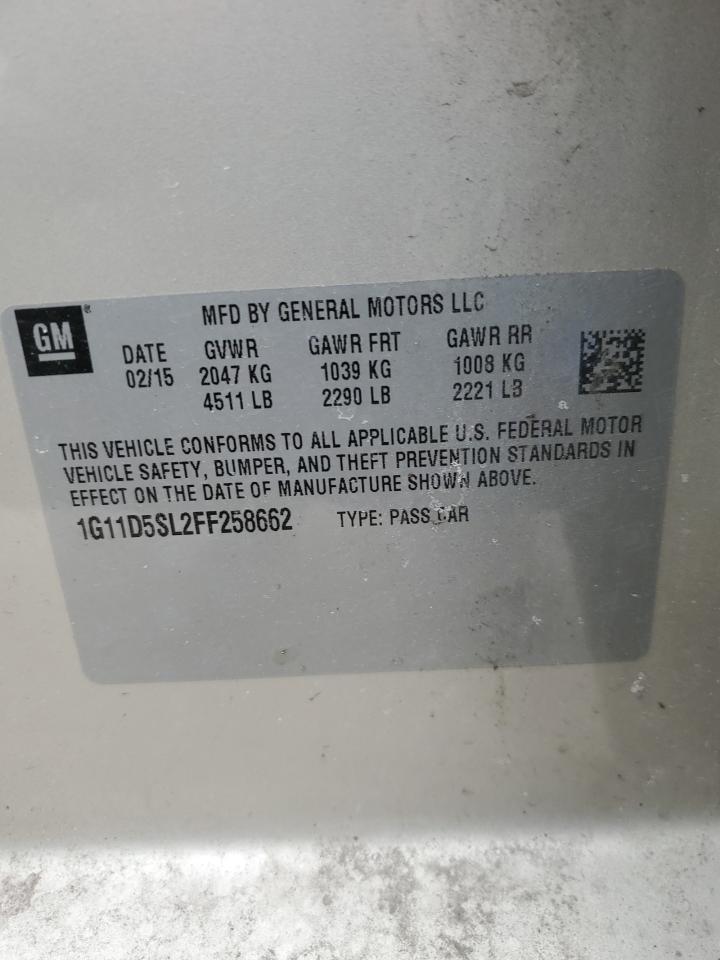 GM
MFD BY GENERAL MOTORS LLC
DATE GVWR GAWR FRT GAWR RR
02/15 2047 KG 1039 KG 1008 KG
4511 LB 2290 LB 2221 LB
THIS VEHICLE CONFORMS TO ALL APPLICABLE U.S. FEDERAL MOTOR
VEHICLE SAFETY, BUMPER, AND THEFT PREVENTION STANDARDS IN
EFFECT ON THE DATE OF MANUFACTURE SHOWN ABOVE.
1G11D5SL2FF258662 TYPE: PASS CAR